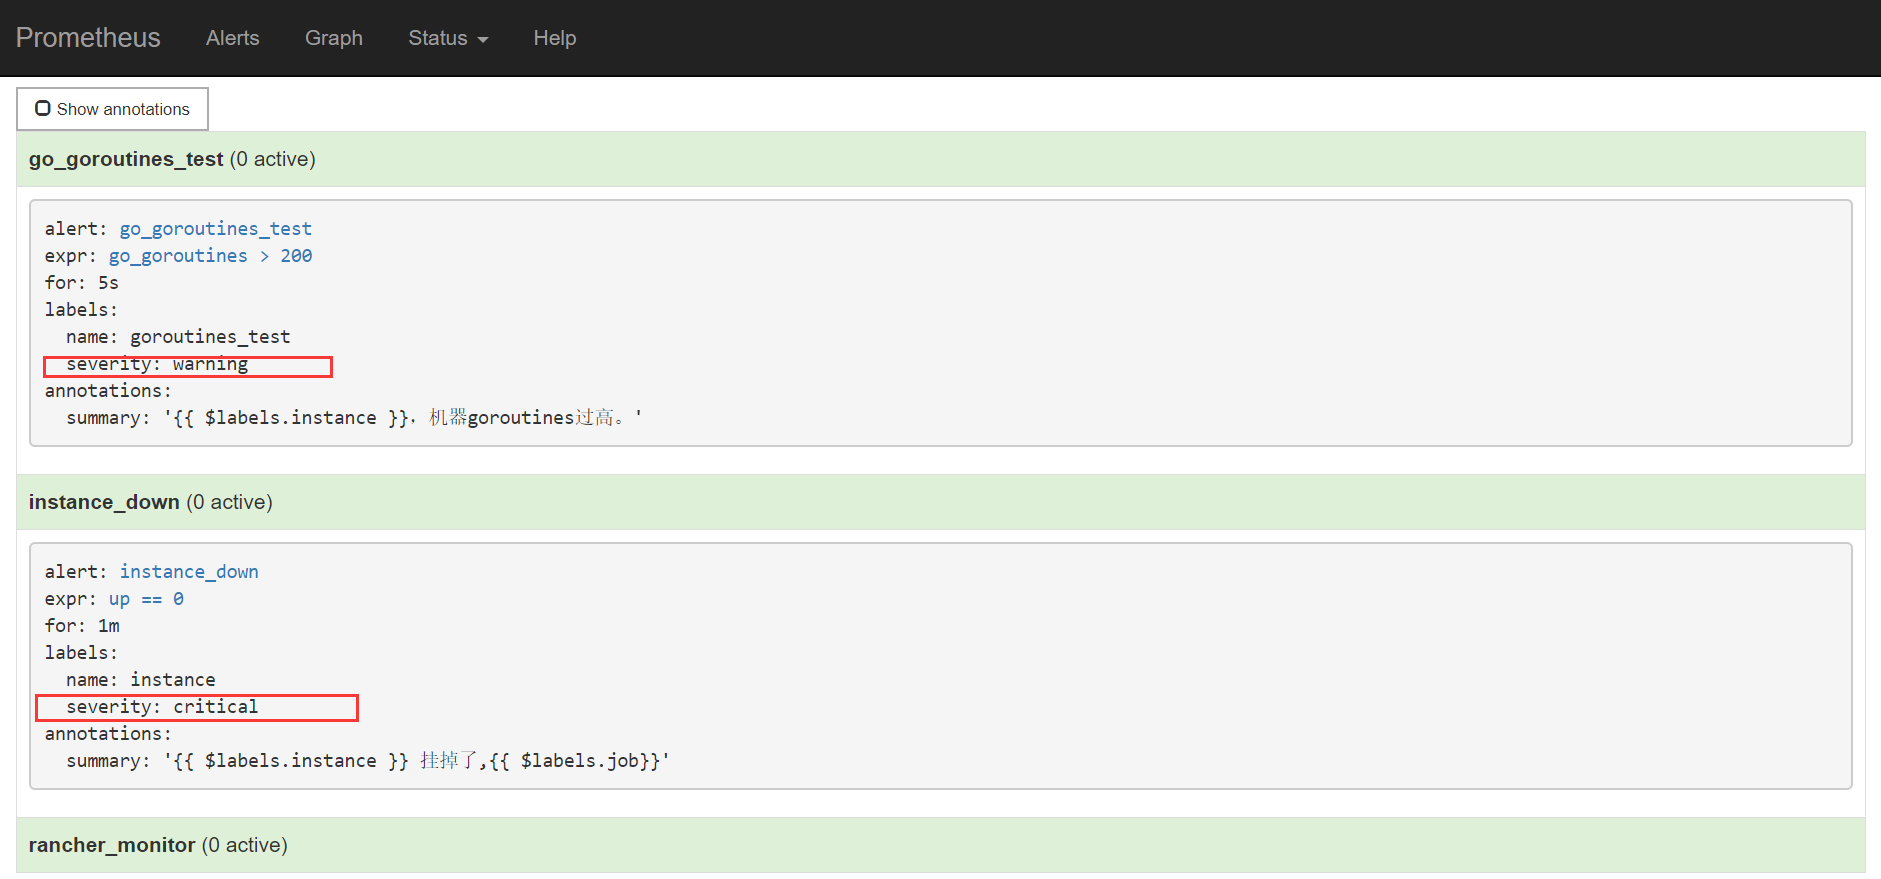 Prometheus Alerts Graph Status Help
Show annotations
go_goroutines_test (0 active)
alert: go_goroutines_test
expr: go_goroutines > 200
for: 5s
labels:
  name: goroutines_test
  severity: warning
annotations:
  summary: '{{ $labels.instance }}，机器goroutines过高。'
instance_down (0 active)
alert: instance_down
expr: up == 0
for: 1m
labels:
  name: instance
  severity: critical
annotations:
  summary: '{{ $labels.instance }} 挂掉了,{{ $labels.job}}'
rancher_monitor (0 active)